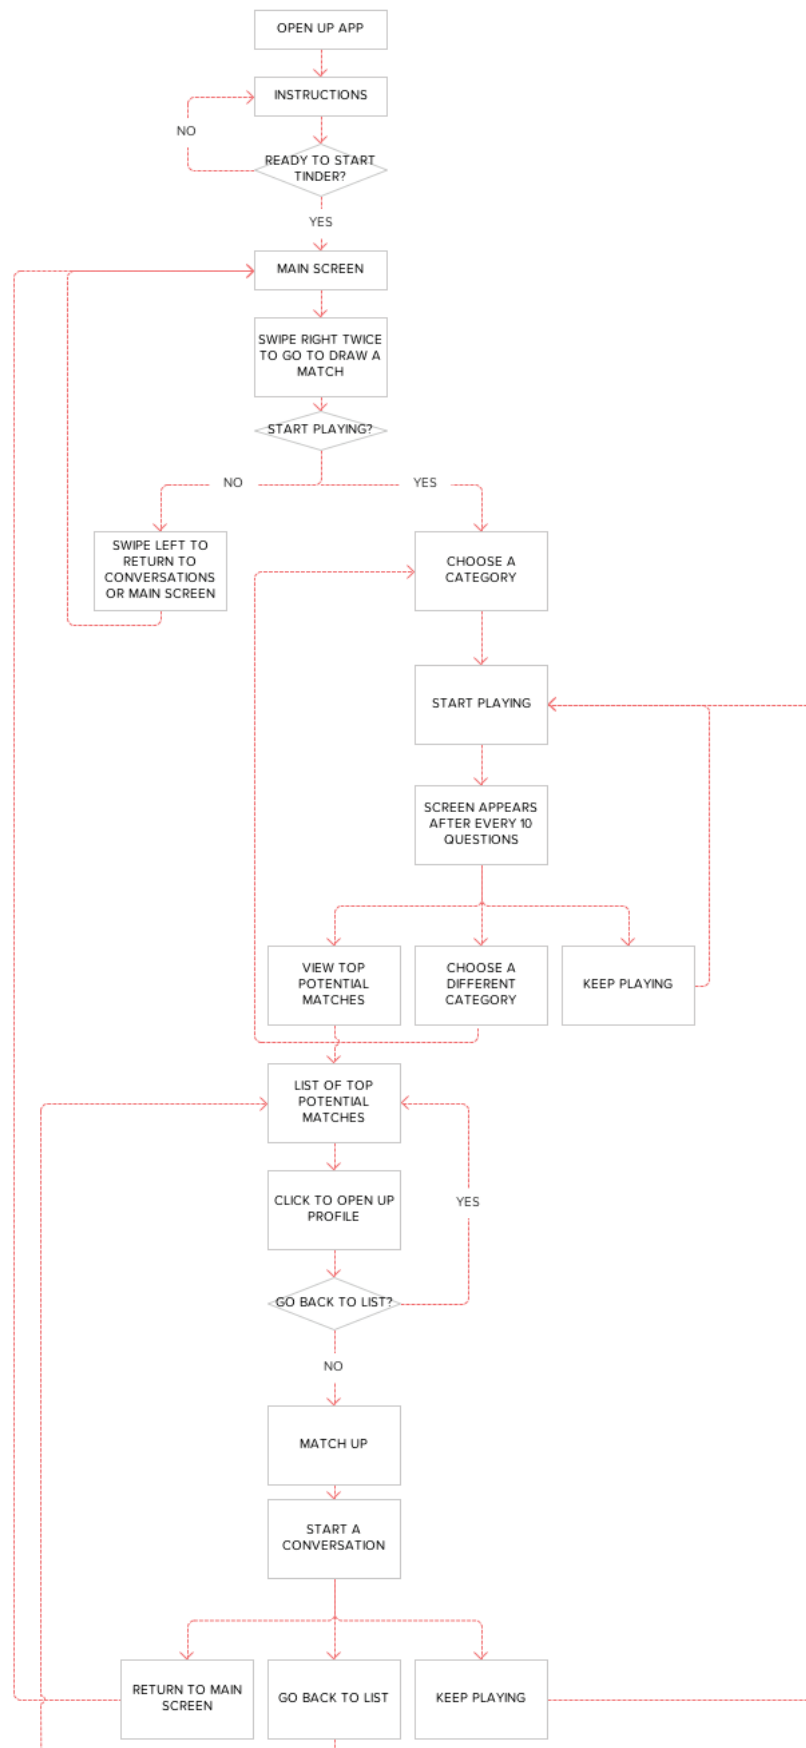 OPEN UP APP
INSTRUCTIONS
NO
READY TO START
TINDER?
YES
MAIN SCREEN
SWIPE RIGHT TWICE
TO GO TO DRAW A
MATCH
START PLAYING?
NO
YES
SWIPE LEFT TO
RETURN TO
CONVERSATIONS
OR MAIN SCREEN
CHOOSE A
CATEGORY
START PLAYING
SCREEN APPEARS
AFTER EVERY 10
QUESTIONS
VIEW TOP
POTENTIAL
MATCHES
CHOOSE A
DIFFERENT
CATEGORY
KEEP PLAYING
LIST OF TOP
POTENTIAL
MATCHES
CLICK TO OPEN UP
PROFILE
YES
GO BACK TO LIST?
NO
MATCH UP
START A
CONVERSATION
RETURN TO MAIN
SCREEN
GO BACK TO LIST
KEEP PLAYING